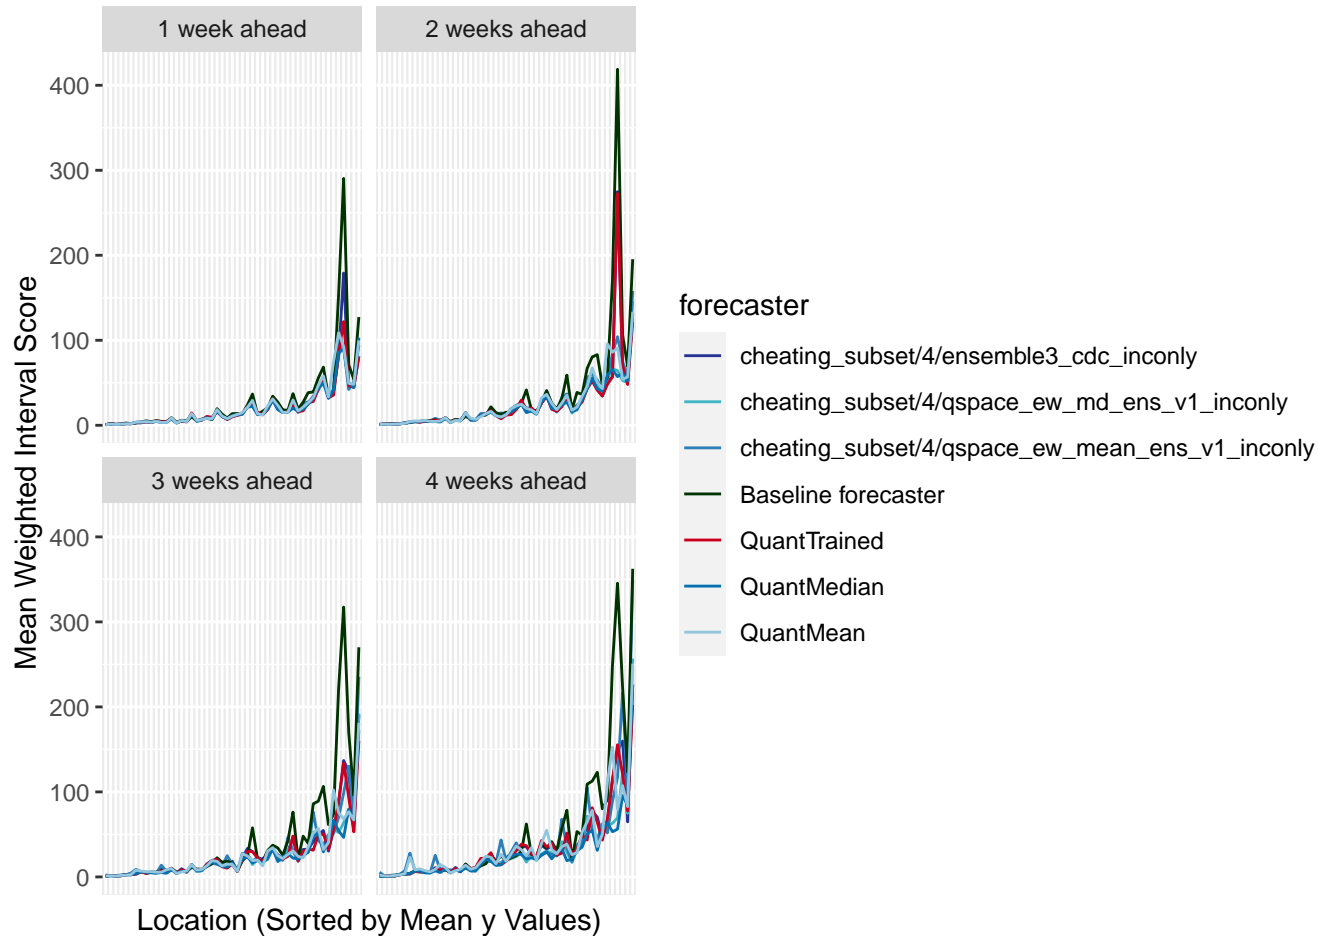 1 week ahead
2 weeks ahead
400
300
200
100
0
3 weeks ahead
4 weeks ahead
400
300
200
100
0
Mean Weighted Interval Score
Location (Sorted by Mean y Values)
forecaster
cheating_subset/4/ensemble3_cdc_inconly
cheating_subset/4/qspace_ew_md_ens_v1_inconly
cheating_subset/4/qspace_ew_mean_ens_v1_inconly
Baseline forecaster
QuantTrained
QuantMedian
QuantMean